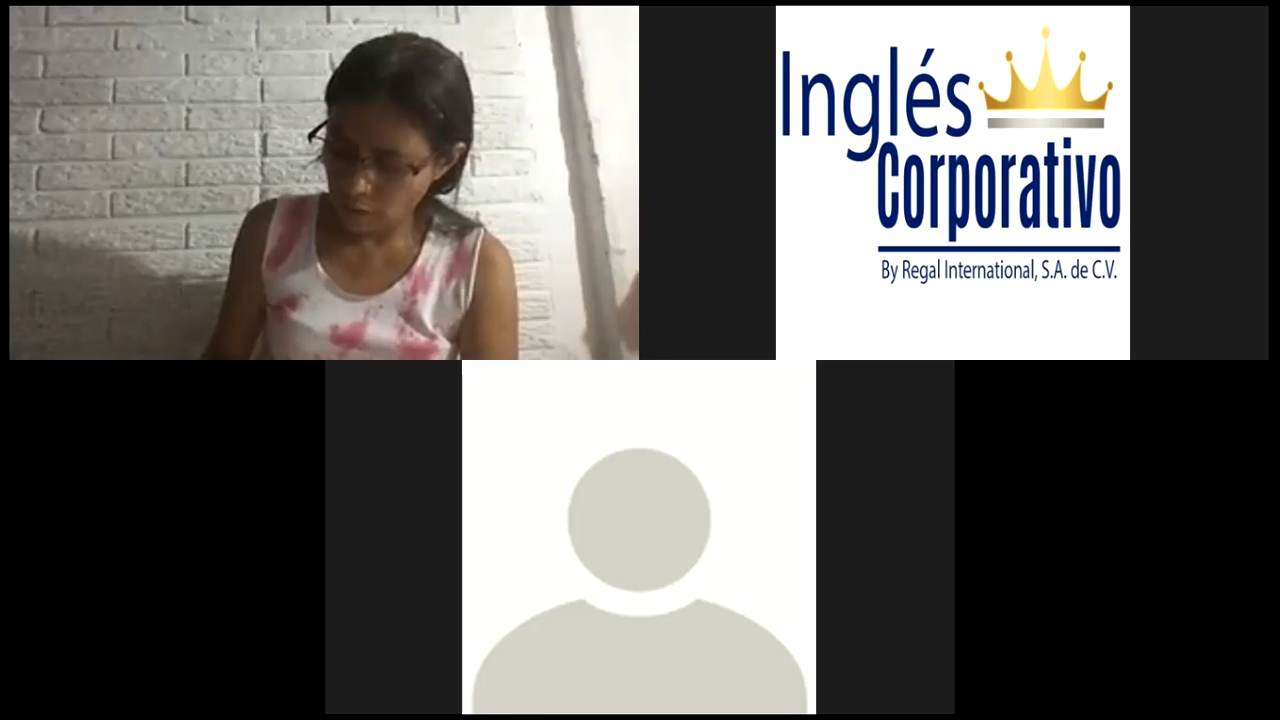 Inglés
Corporativo
By Regal International, S.A. de C.V.